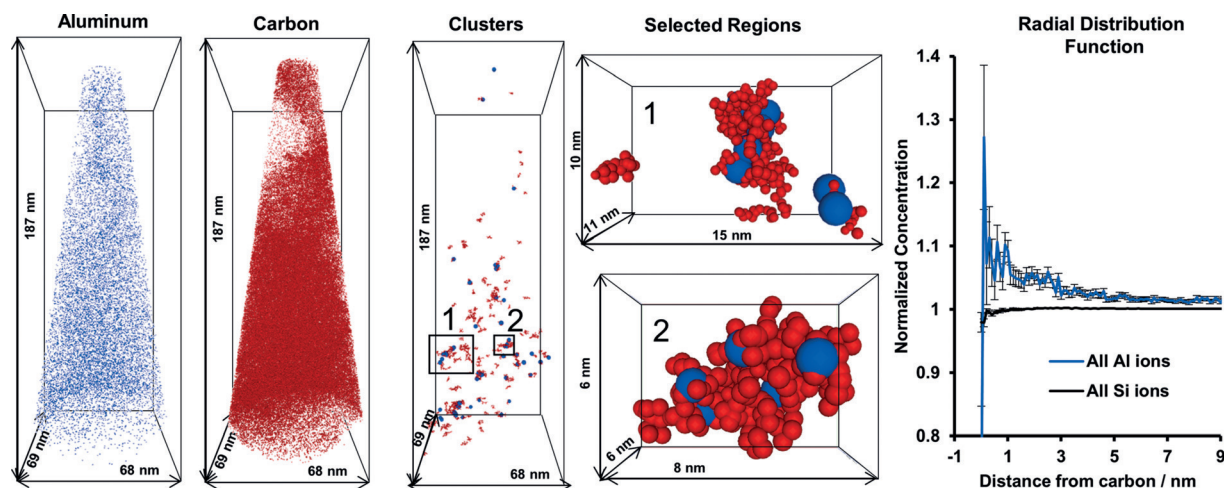 Aluminum
187 nm
69 nm
68 nm
Carbon
187 nm
69 nm
68 nm
Clusters
187 nm
1
2
69 nm
68 nm
Selected Regions
1
10 nm
11 nm
15 nm
2
6 nm
6 nm
8 nm
Radial Distribution
Function
Normalized Concentration
1.4
1.3
1.2
1.1
1
0.9
0.8
All Al ions
All Si ions
-1 1 3 5 7 9
Distance from carbon / nm